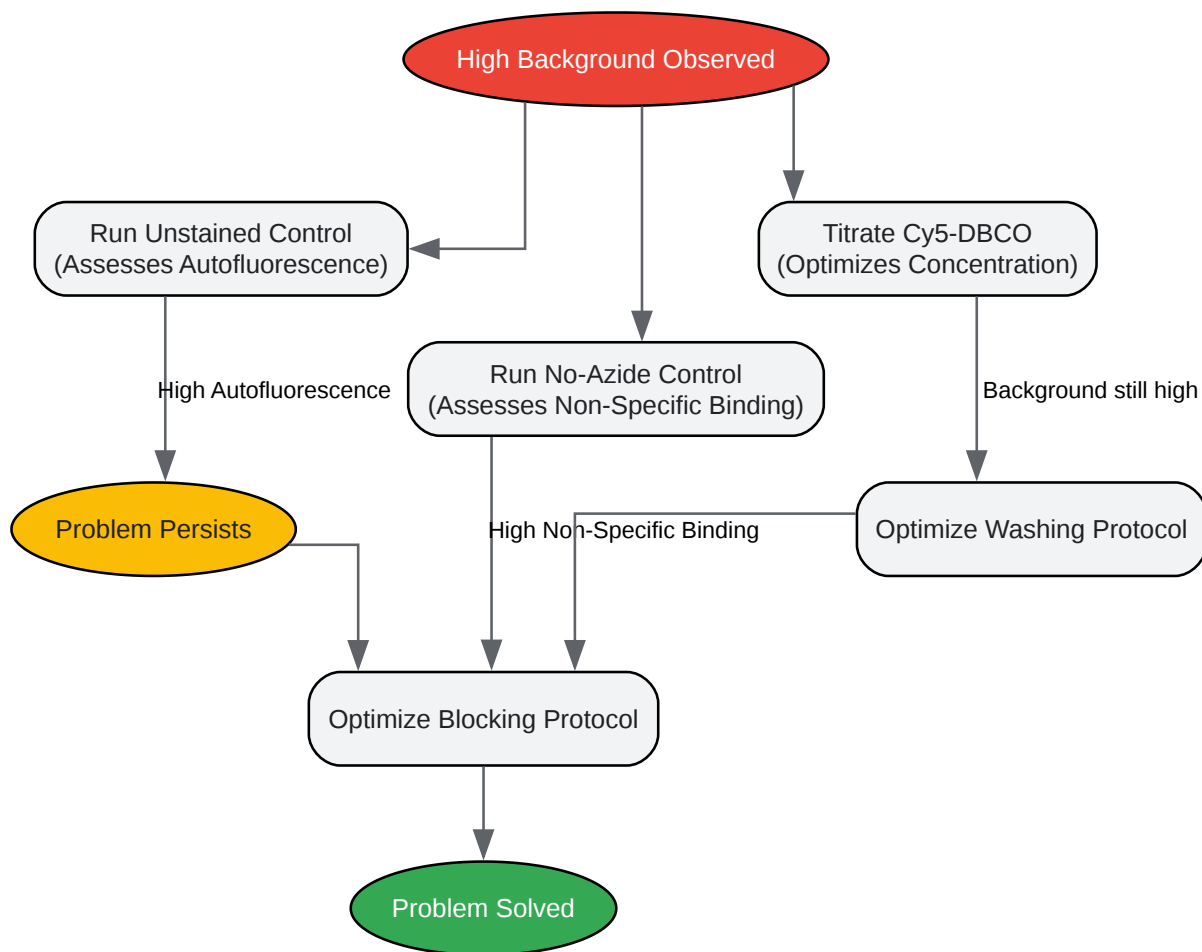 High Background Observed
Run Unstained Control
(Assesses Autofluorescence)
Titrate Cy5-DBCO
(Optimizes Concentration)
High Autofluorescence
Run No-Azide Control
(Assesses Non-Specific Binding)
Background still high
Problem Persists
High Non-Specific Binding
Optimize Washing Protocol
Optimize Blocking Protocol
Problem Solved